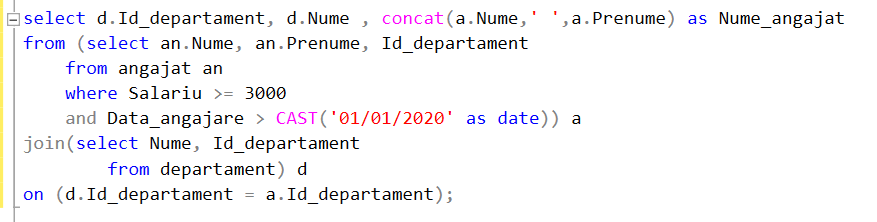 select d.Id_departament, d.Nume , concat(a.Nume,' ',a.Prenume) as Nume_angajat
from (select an.Nume, an.Prenume, Id_departament
from angajat an
where Salariu >= 3000
and Data_angajare > CAST('01/01/2020' as date)) a
join(select Nume, Id_departament
from departament) d
on (d.Id_departament = a.Id_departament);